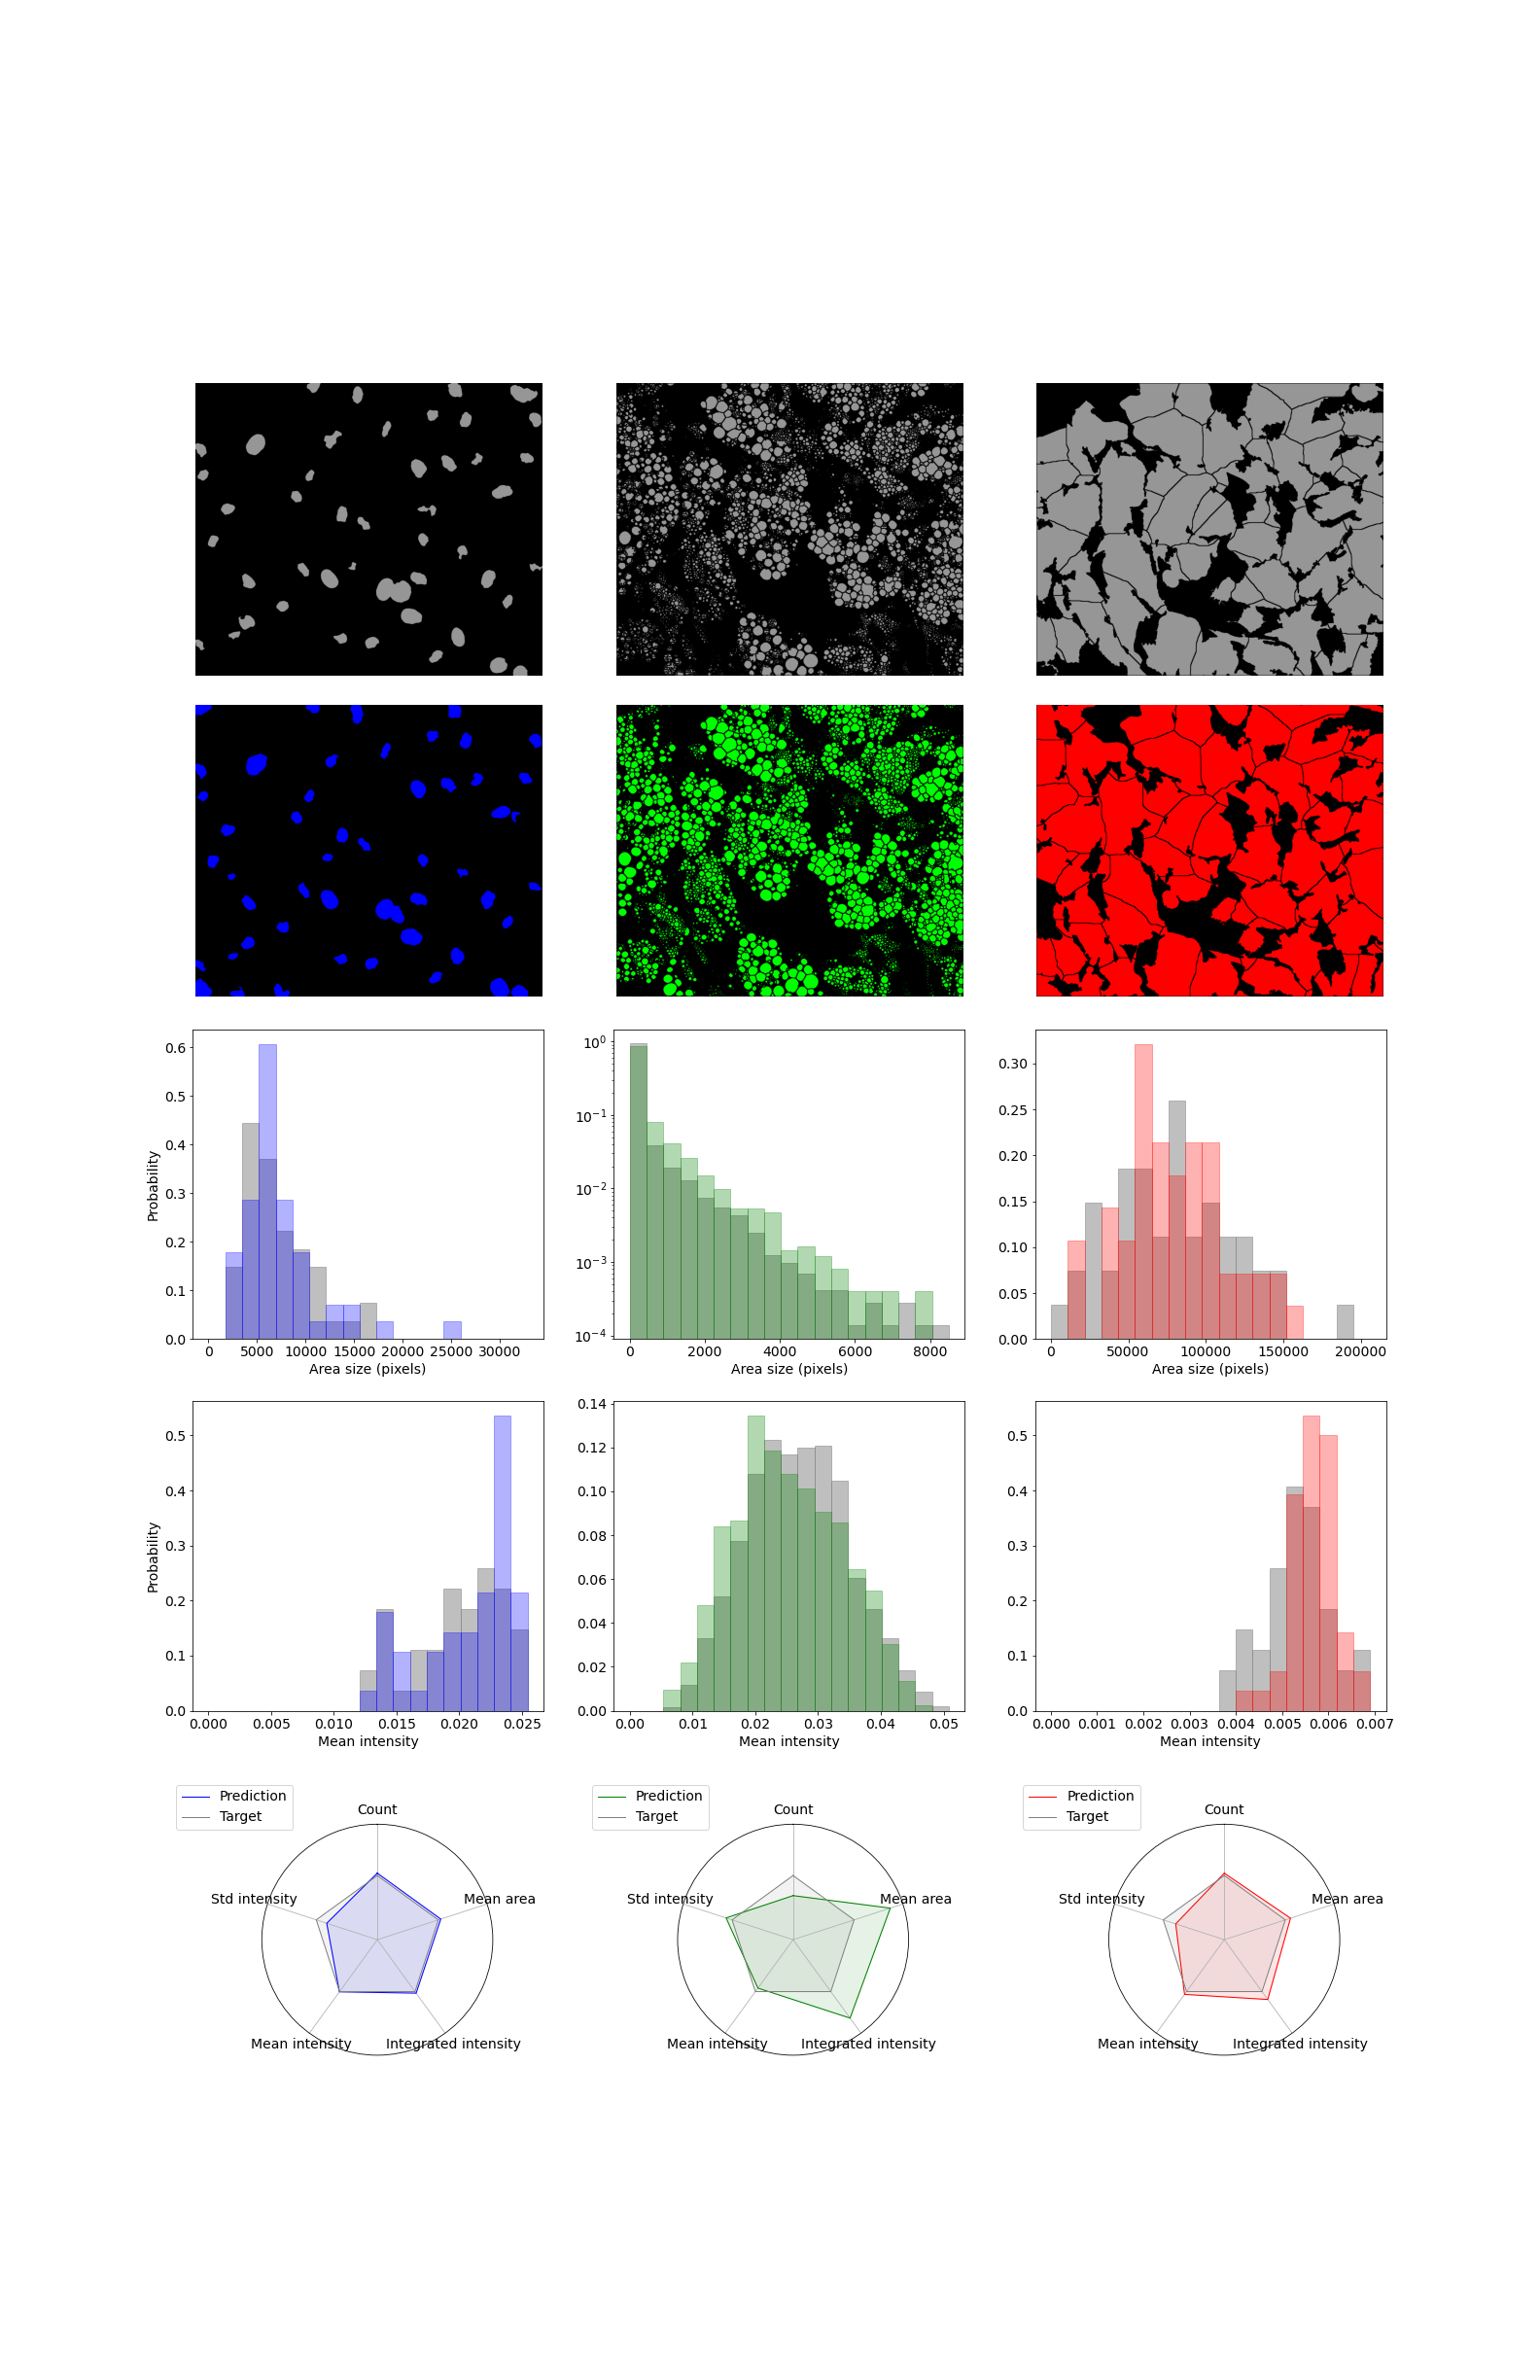 0.6
0.5
0.4
0.3
0.2
0.1
0.0
Probability
0 5000 10000 15000 20000 25000 30000
Area size (pixels)
10^0
10^−1
10^−2
10^−3
10^−4
0 2000 4000 6000 8000
Area size (pixels)
0.30
0.25
0.20
0.15
0.10
0.05
0.00
0 50000 100000 150000 200000
Area size (pixels)
0.5
0.4
0.3
0.2
0.1
0.0
Probability
0.000 0.005 0.010 0.015 0.020 0.025
Mean intensity
0.14
0.12
0.10
0.08
0.06
0.04
0.02
0.00
0.00 0.01 0.02 0.03 0.04 0.05
Mean intensity
0.5
0.4
0.3
0.2
0.1
0.0
0.000 0.001 0.002 0.003 0.004 0.005 0.006 0.007
Mean intensity
Prediction
Target
Count
Std intensity
Mean area
Mean intensity
Integrated intensity
Prediction
Target
Count
Std intensity
Mean area
Mean intensity
Integrated intensity
Prediction
Target
Count
Std intensity
Mean area
Mean intensity
Integrated intensity